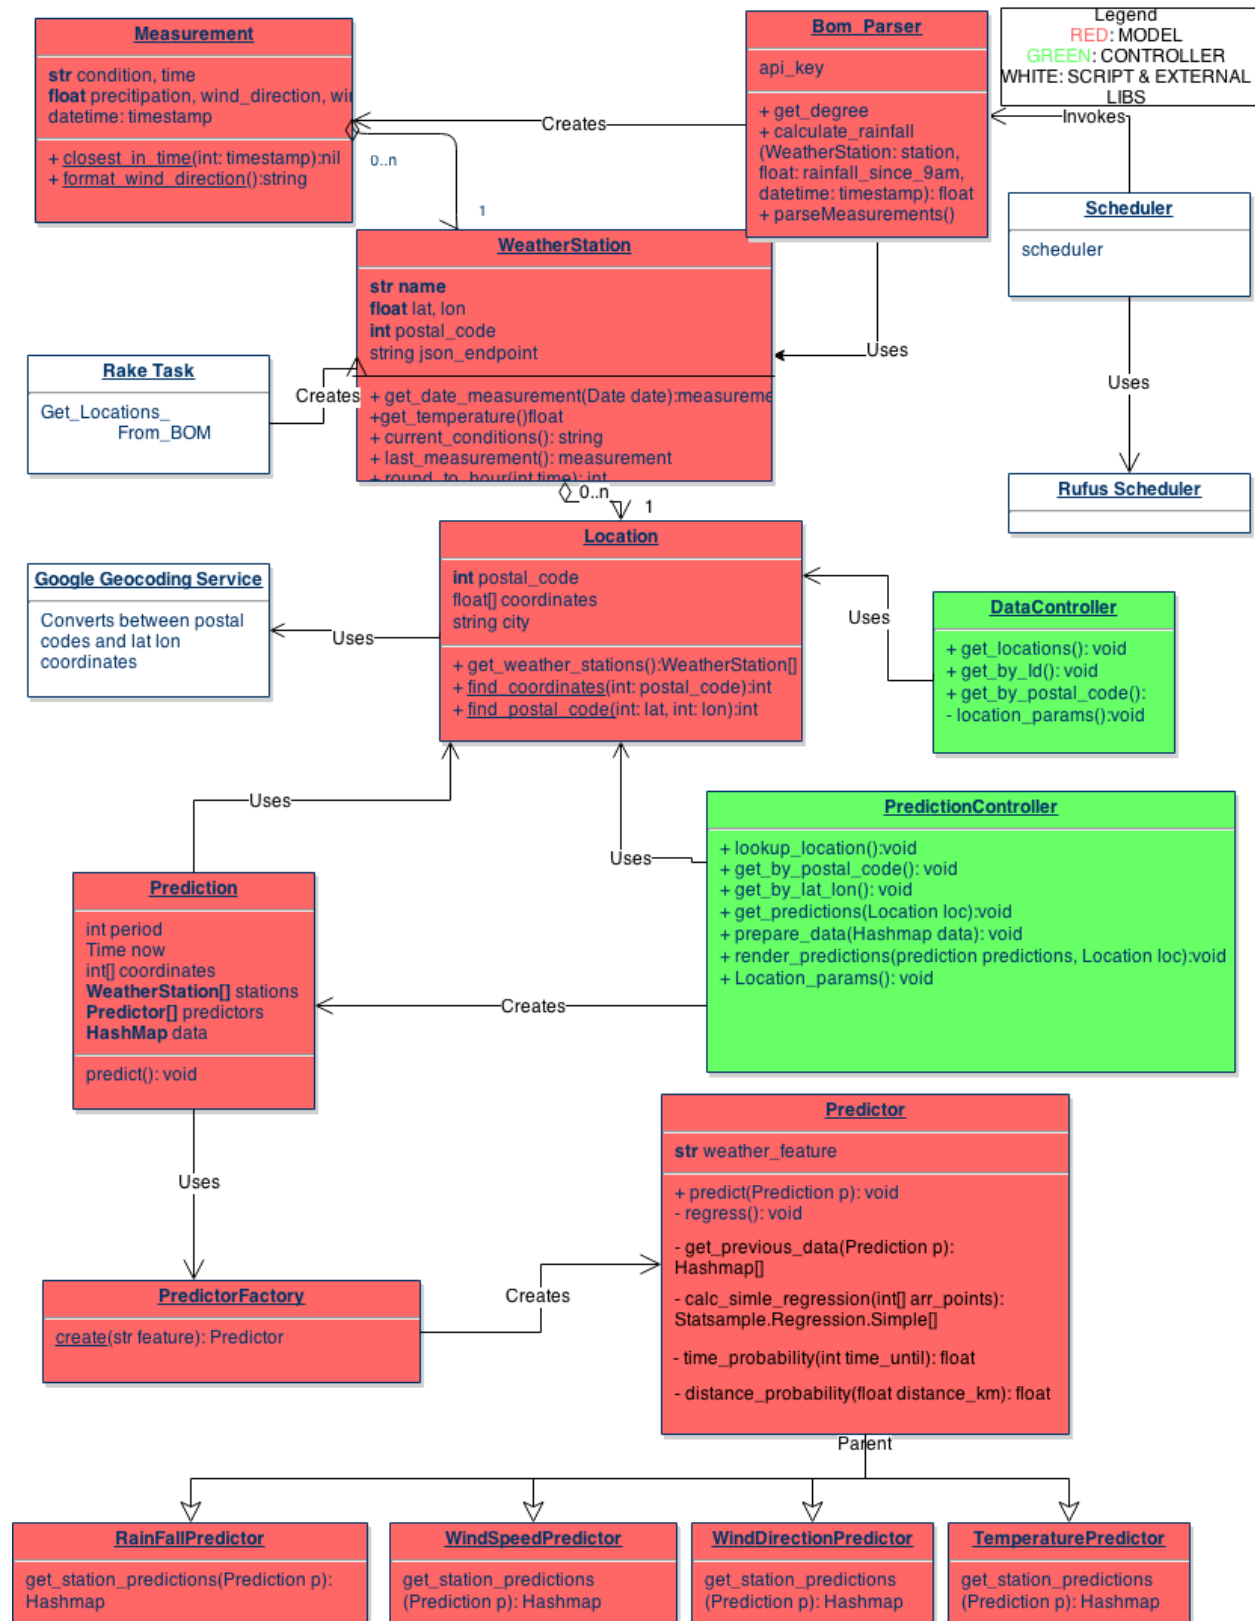 Measurement
str condition, time
float precitipation, wind_direction,
datetime: timestamp
+ closest_in_time(int: timestamp):nil
+ format_wind_direction():string
Bom_Parser
api_key
+ get_degree
+ calculate_rainfall
(WeatherStation: station,
float: rainfall_since_9am,
datetime: timestamp): float
+ parseMeasurements()
Legend
RED: MODEL
GREEN: CONTROLLER
WHITE: SCRIPT & EXTERNAL
LIBS
Creates
Invokes
0..n
1
Scheduler
scheduler
WeatherStation
str name
float lat, lon
int postal_code
string json_endpoint
+ get_date_measurement(Date date):measureme
+get_temperature()float
+ current_conditions(): string
+ last_measurement(): measurement
+ round_to_hour(int time): int
Uses
Uses
Rake Task
Get_Locations_
From_BOM
Creates
Rufus Scheduler
0..n
1
Location
int postal_code
float[] coordinates
string city
+ get_weather_stations():WeatherStation[]
+ find_coordinates(int: postal_code):int
+ find_postal_code(int: lat, int: lon):int
Google Geocoding Service
Converts between postal
codes and lat lon
coordinates
Uses
Uses
DataController
+ get_locations(): void
+ get_by_Id(): void
+ get_by_postal_code():
- location_params():void
Uses
Uses
PredictionController
+ lookup_location():void
+ get_by_postal_code(): void
+ get_by_lat_lon(): void
+ get_predictions(Location loc):void
+ prepare_data(Hashmap data): void
+ render_predictions(prediction predictions, Location loc):void
+ Location_params(): void
Prediction
int period
Time now
int[] coordinates
WeatherStation[] stations
Predictor[] predictors
HashMap data
predict(): void
Creates
Uses
Predictor
str weather_feature
+ predict(Prediction p): void
- regress(): void
- get_previous_data(Prediction p):
Hashmap[]
- calc_simle_regression(int[] arr_points):
Statsample.Regression.Simple[]
- time_probability(int time_until): float
- distance_probability(float distance_km): float
PredictorFactory
create(str feature): Predictor
Creates
Parent
RainFallPredictor
get_station_predictions(Prediction p):
Hashmap
WindSpeedPredictor
get_station_predictions
(Prediction p): Hashmap
WindDirectionPredictor
get_station_predictions
(Prediction p): Hashmap
TemperaturePredictor
get_station_predictions
(Prediction p): Hashmap